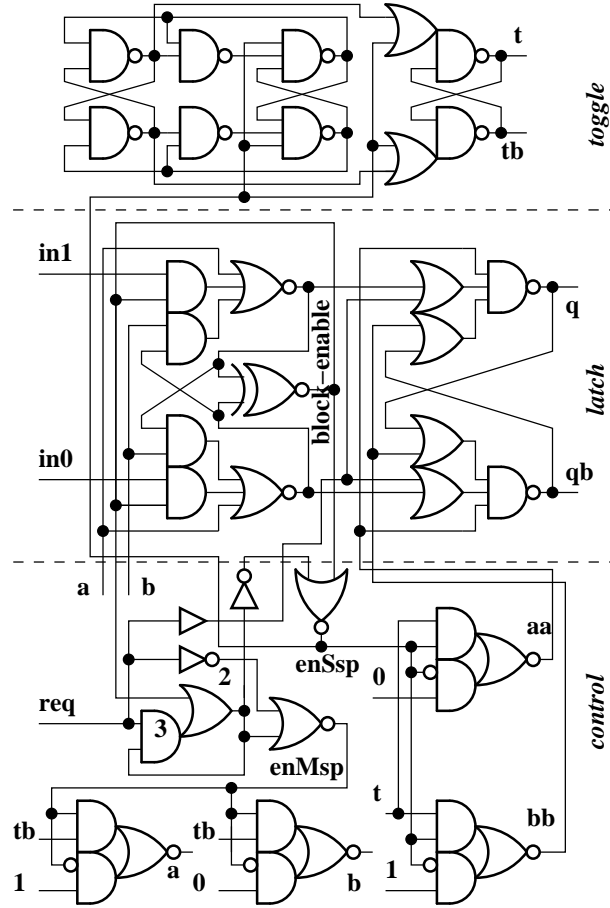 t
toggle
tb
in1
q
block-enable
latch
in0
qb
a b
aa
enSsp
0
2
req
3
control
enMsp
t
bb
tb
tb
a
b
1
0
1